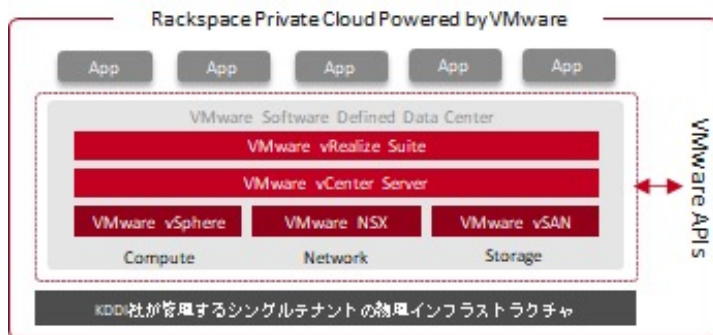 Rackspace Private Cloud Powered by VMware
App App App App App
VMware Software Defined Data Center
VMware vRealize Suite
VMware vCenter Server
VMware vSphere VMware NSX VMware vSAN
Compute Network Storage
VMware APIs
KDDI社が管理するシングルテナントの物理インフラストラクチャ